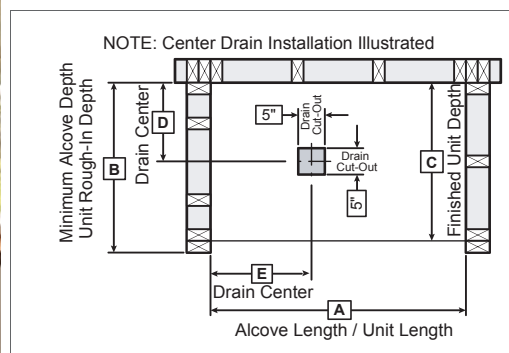 NOTE: Center Drain Installation Illustrated
Minimum Alcove Depth
Unit Rough-In Depth
B
Drain Center
D
5"
Drain
Cut-Out
Drain
Cut-Out
5"
C
Finished Unit Depth
E
Drain Center
A
Alcove Length / Unit Length